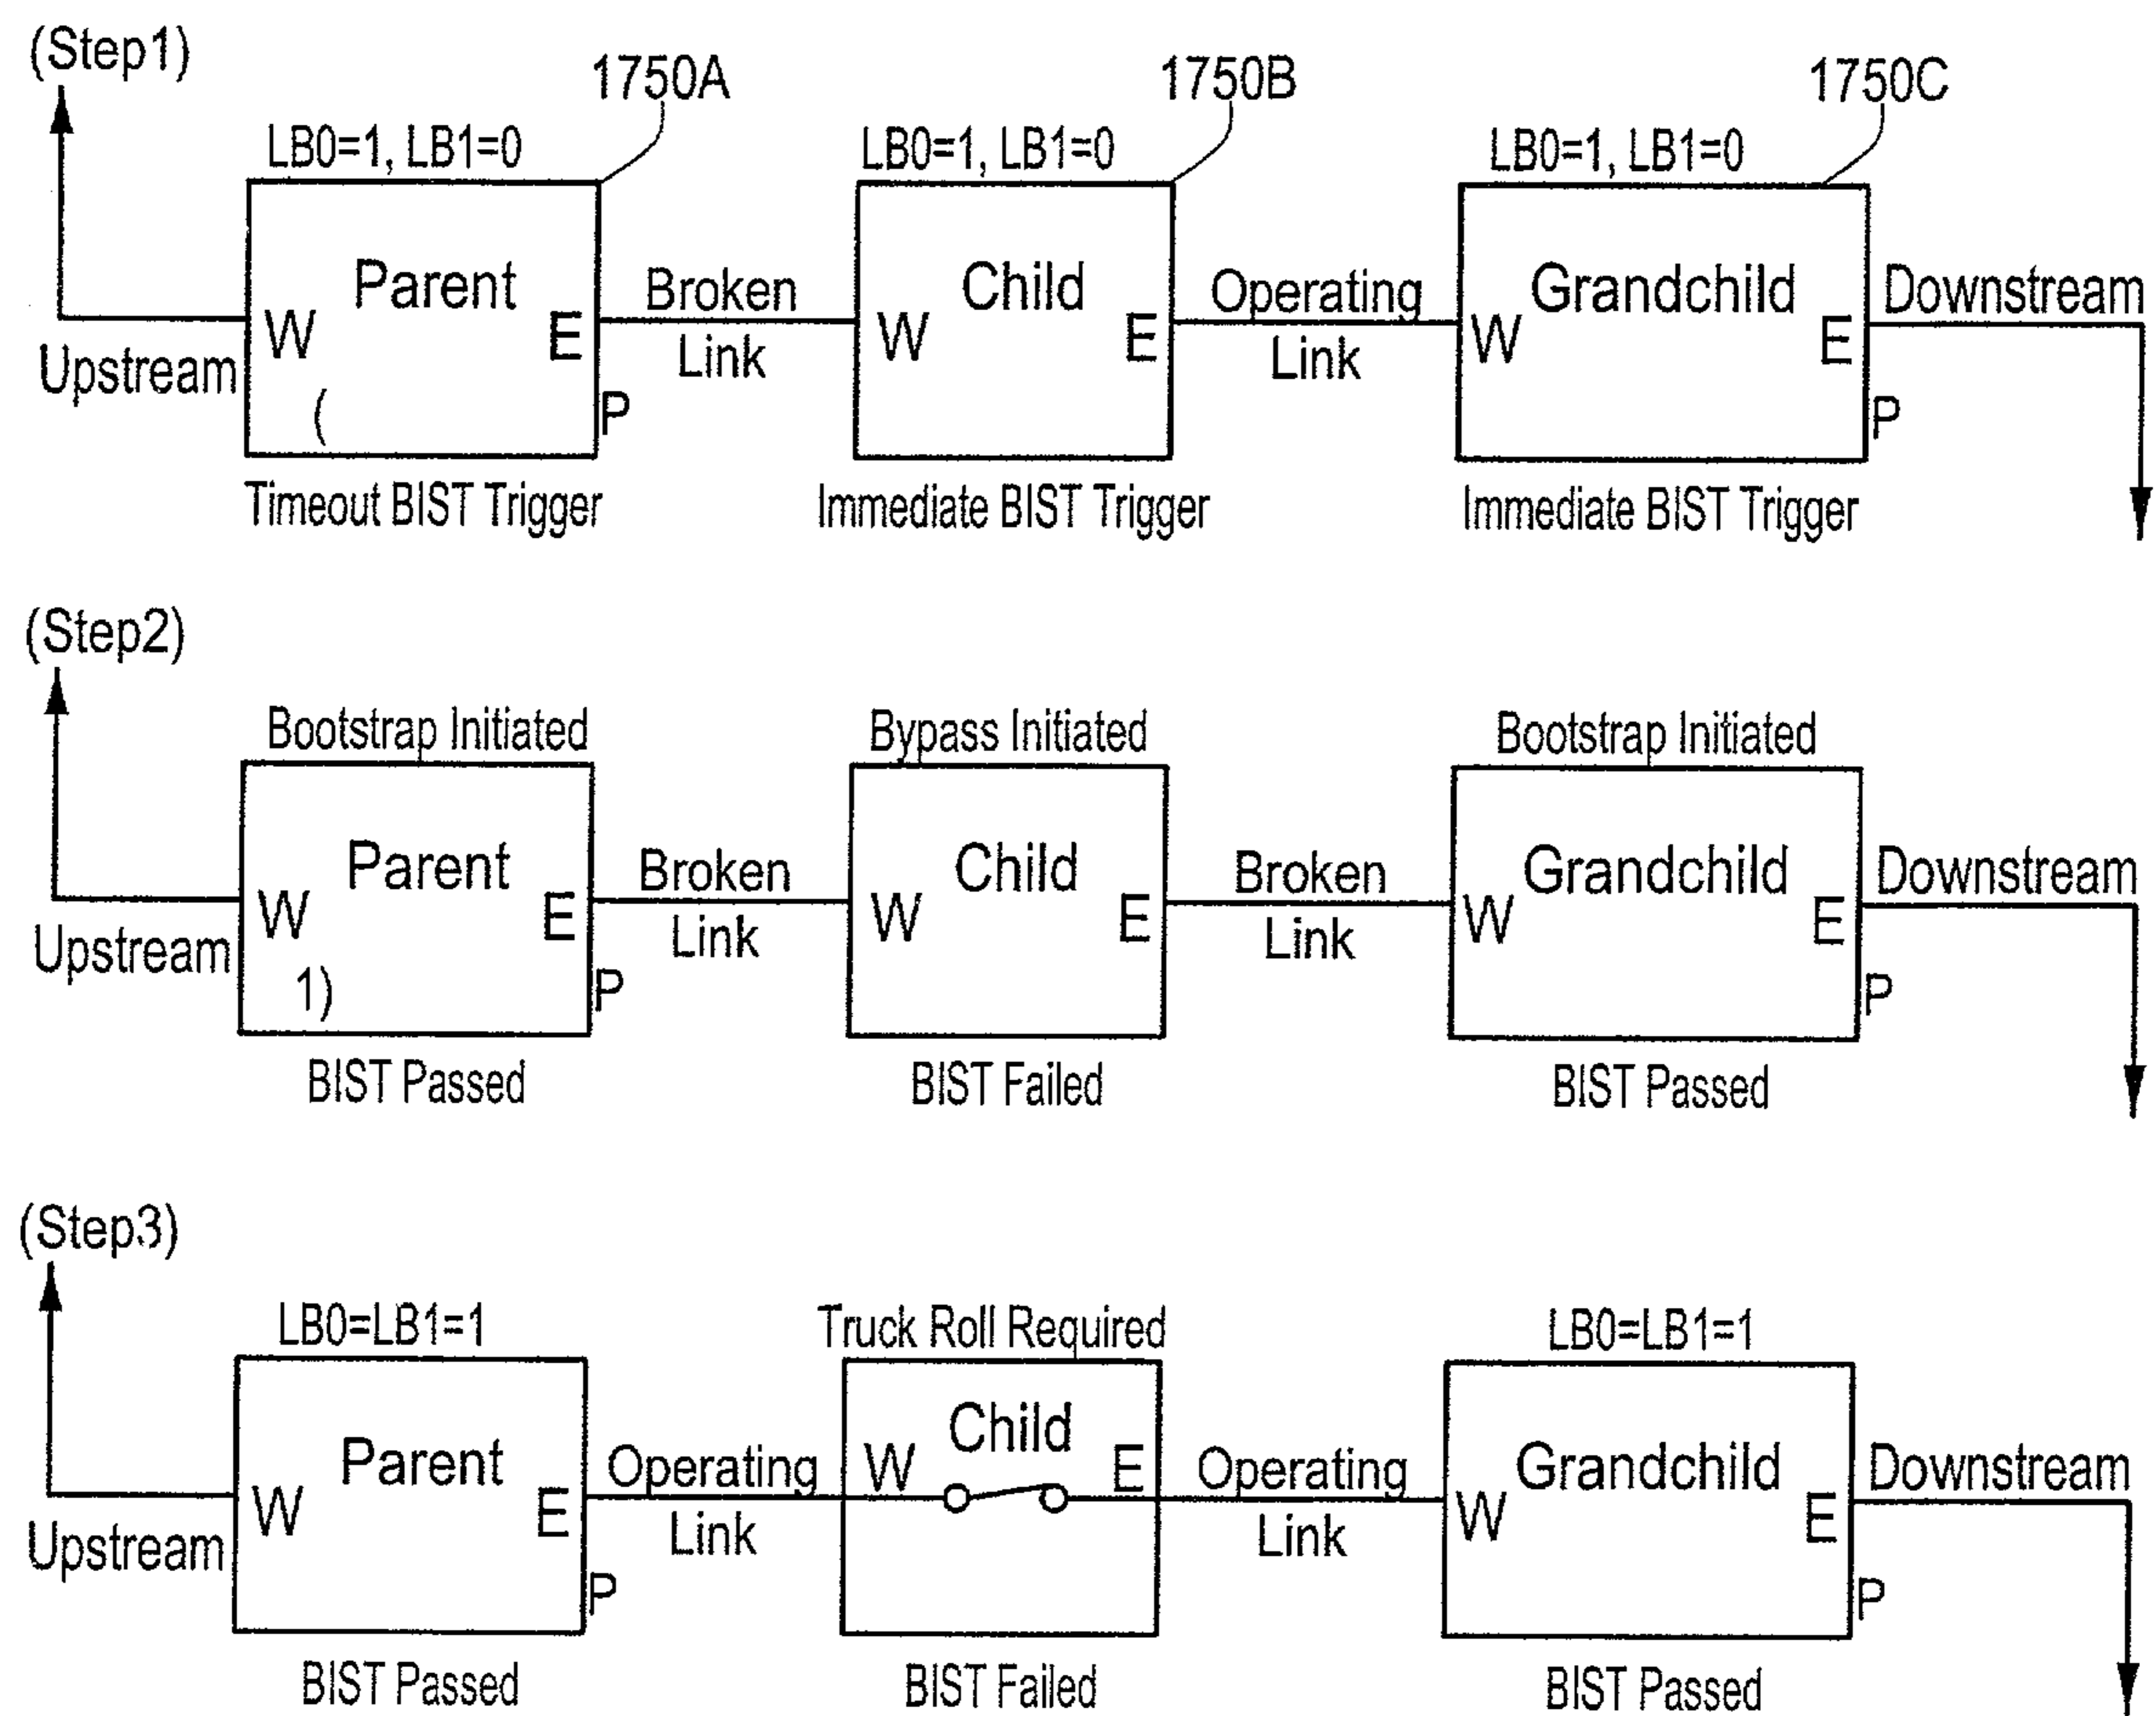 (Step1)
1750A
1750B
1750C
LB0=1, LB1=0
LB0=1, LB1=0
LB0=1, LB1=0
Parent
Broken
Child
Operating
Grandchild
Downstream
W
E
W
E
W
E
Upstream
Link
Link
(
P
P
Timeout BIST Trigger
Immediate BIST Trigger
Immediate BIST Trigger
(Step2)
Bootstrap Initiated
Bypass Initiated
Bootstrap Initiated
Parent
Broken
Child
Broken
Grandchild
Downstream
W
E
W
E
W
E
Upstream
Link
Link
1)
P
P
BIST Passed
BIST Failed
BIST Passed
(Step3)
LB0=LB1=1
Truck Roll Required
LB0=LB1=1
Parent
Operating
W
Child
E
Operating
Grandchild
Downstream
W
E
W
E
Upstream
Link
Link
P
P
BIST Passed
BIST Failed
BIST Passed